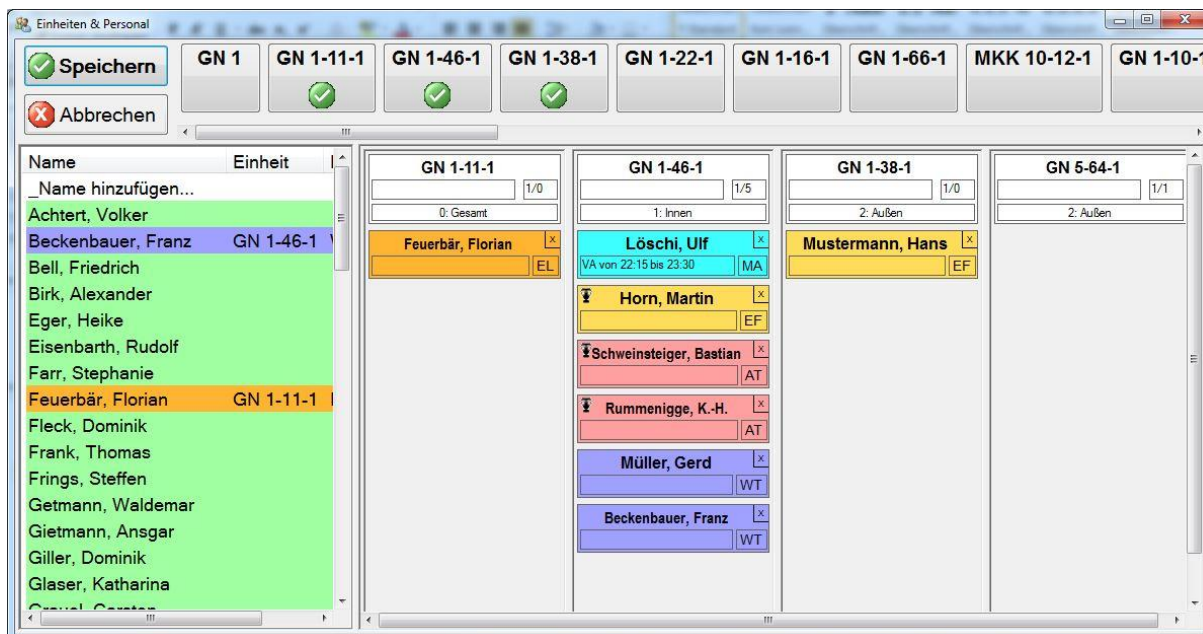 Einheiten & Personal
Speichern
Abbrechen
GN 1
GN 1-11-1
GN 1-46-1
GN 1-38-1
GN 1-22-1
GN 1-16-1
GN 1-66-1
MKK 10-12-1
GN 1-10-1
Name Einheit
_Name hinzufügen...
Achtert, Volker
Beckenbauer, Franz GN 1-46-1
Bell, Friedrich
Birk, Alexander
Eger, Heike
Eisenbarth, Rudolf
Farr, Stephanie
Feuerbär, Florian GN 1-11-1
Fleck, Dominik
Frank, Thomas
Frings, Steffen
Getmann, Waldemar
Gietmann, Ansgar
Giller, Dominik
Glaser, Katharina
GN 1-11-1
1/0
0: Gesamt
Feuerbär, Florian x
EL
GN 1-46-1
1/5
1: Innen
Löschi, Ulf x
VA von 22:15 bis 23:30 MA
Horn, Martin x
EF
Schweinsteiger, Bastian x
AT
Rummenigge, K.-H. x
AT
Müller, Gerd x
WT
Beckenbauer, Franz x
WT
GN 1-38-1
1/0
2: Außen
Mustermann, Hans x
EF
GN 5-64-1
1/1
2: Außen